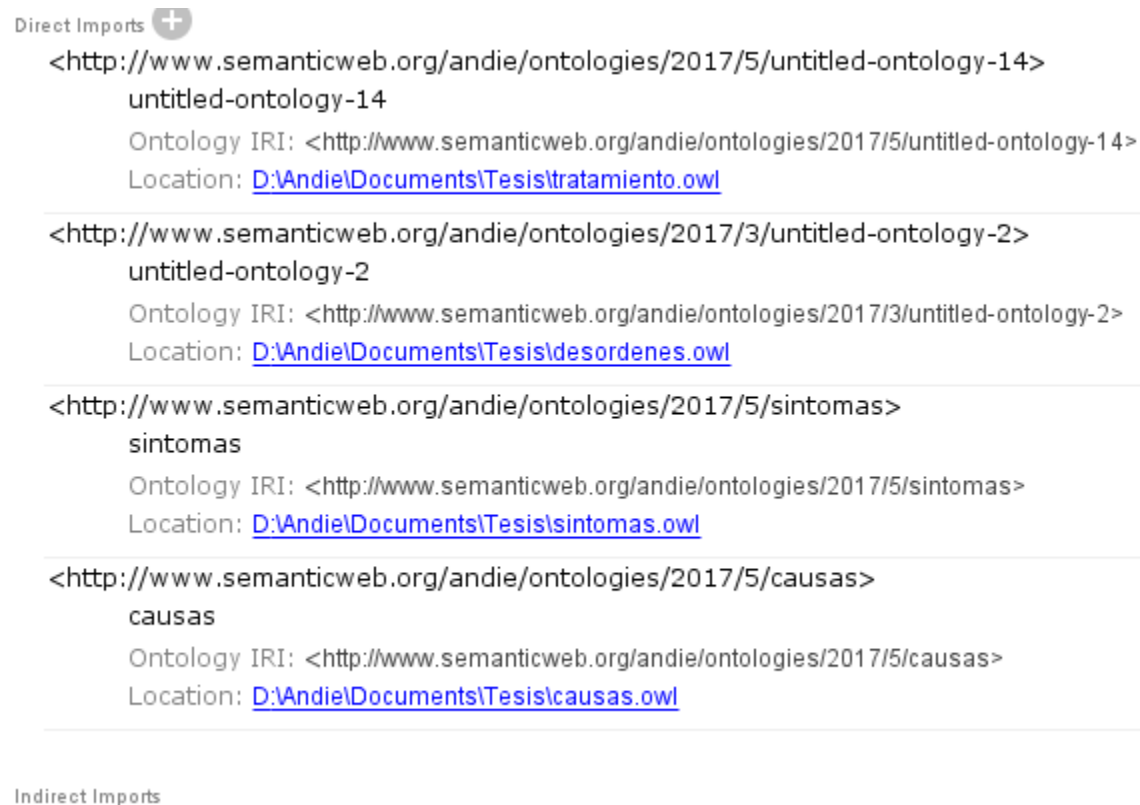 Direct Imports
<http://www.semanticweb.org/andie/ontologies/2017/5/untitled-ontology-14>
untitled-ontology-14
Ontology IRI: <http://www.semanticweb.org/andie/ontologies/2017/5/untitled-ontology-14>
Location: D:\Andie\Documents\Tesis\tratamiento.owl
<http://www.semanticweb.org/andie/ontologies/2017/3/untitled-ontology-2>
untitled-ontology-2
Ontology IRI: <http://www.semanticweb.org/andie/ontologies/2017/3/untitled-ontology-2>
Location: D:\Andie\Documents\Tesis\desordenes.owl
<http://www.semanticweb.org/andie/ontologies/2017/5/sintomas>
sintomas
Ontology IRI: <http://www.semanticweb.org/andie/ontologies/2017/5/sintomas>
Location: D:\Andie\Documents\Tesis\sintomas.owl
<http://www.semanticweb.org/andie/ontologies/2017/5/causas>
causas
Ontology IRI: <http://www.semanticweb.org/andie/ontologies/2017/5/causas>
Location: D:\Andie\Documents\Tesis\causas.owl
Indirect Imports